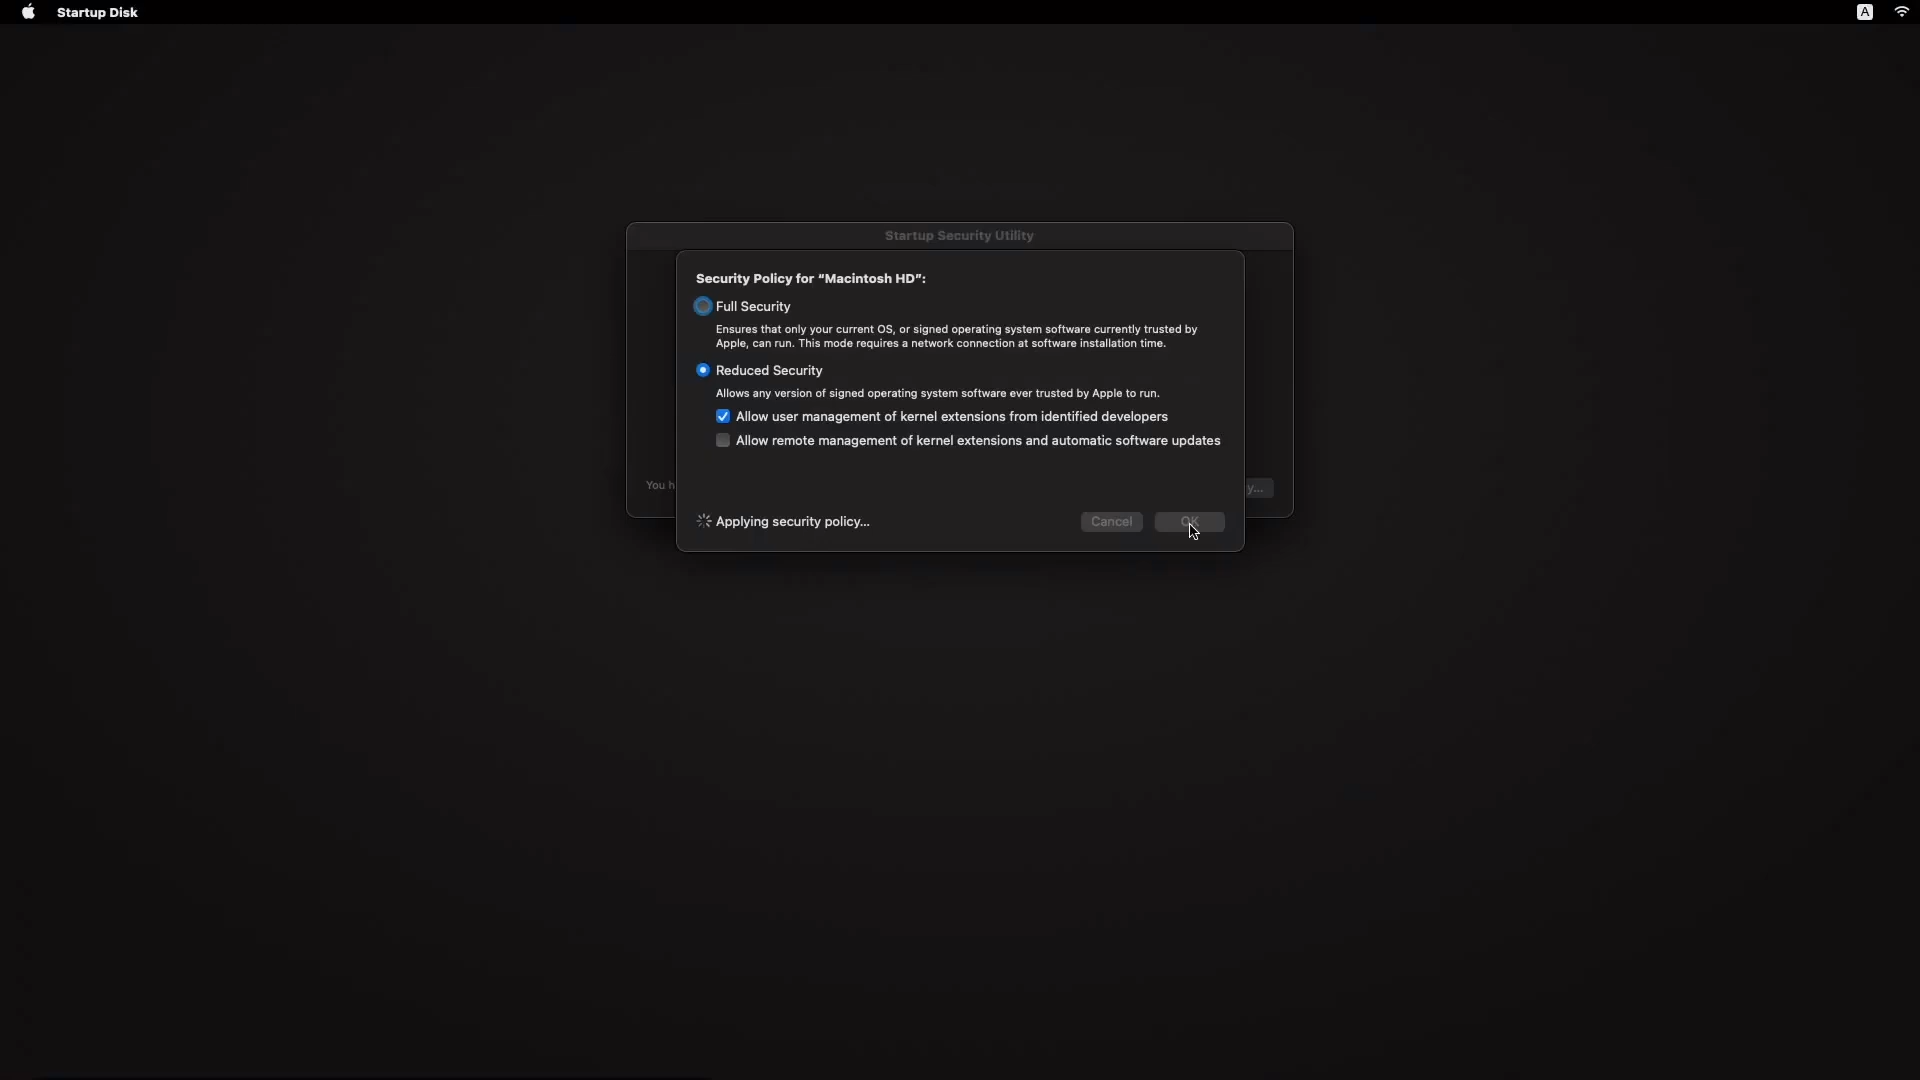 Startup Disk
A
Startup Security Utility
Security Policy for “Macintosh HD”:
Full Security
Ensures that only your current OS, or signed operating system software currently trusted by
Apple, can run. This mode requires a network connection at software installation time.
Reduced Security
Allows any version of signed operating system software ever trusted by Apple to run.
Allow user management of kernel extensions from identified developers
Allow remote management of kernel extensions and automatic software updates
You h
y...
Applying security policy...
Cancel
OK